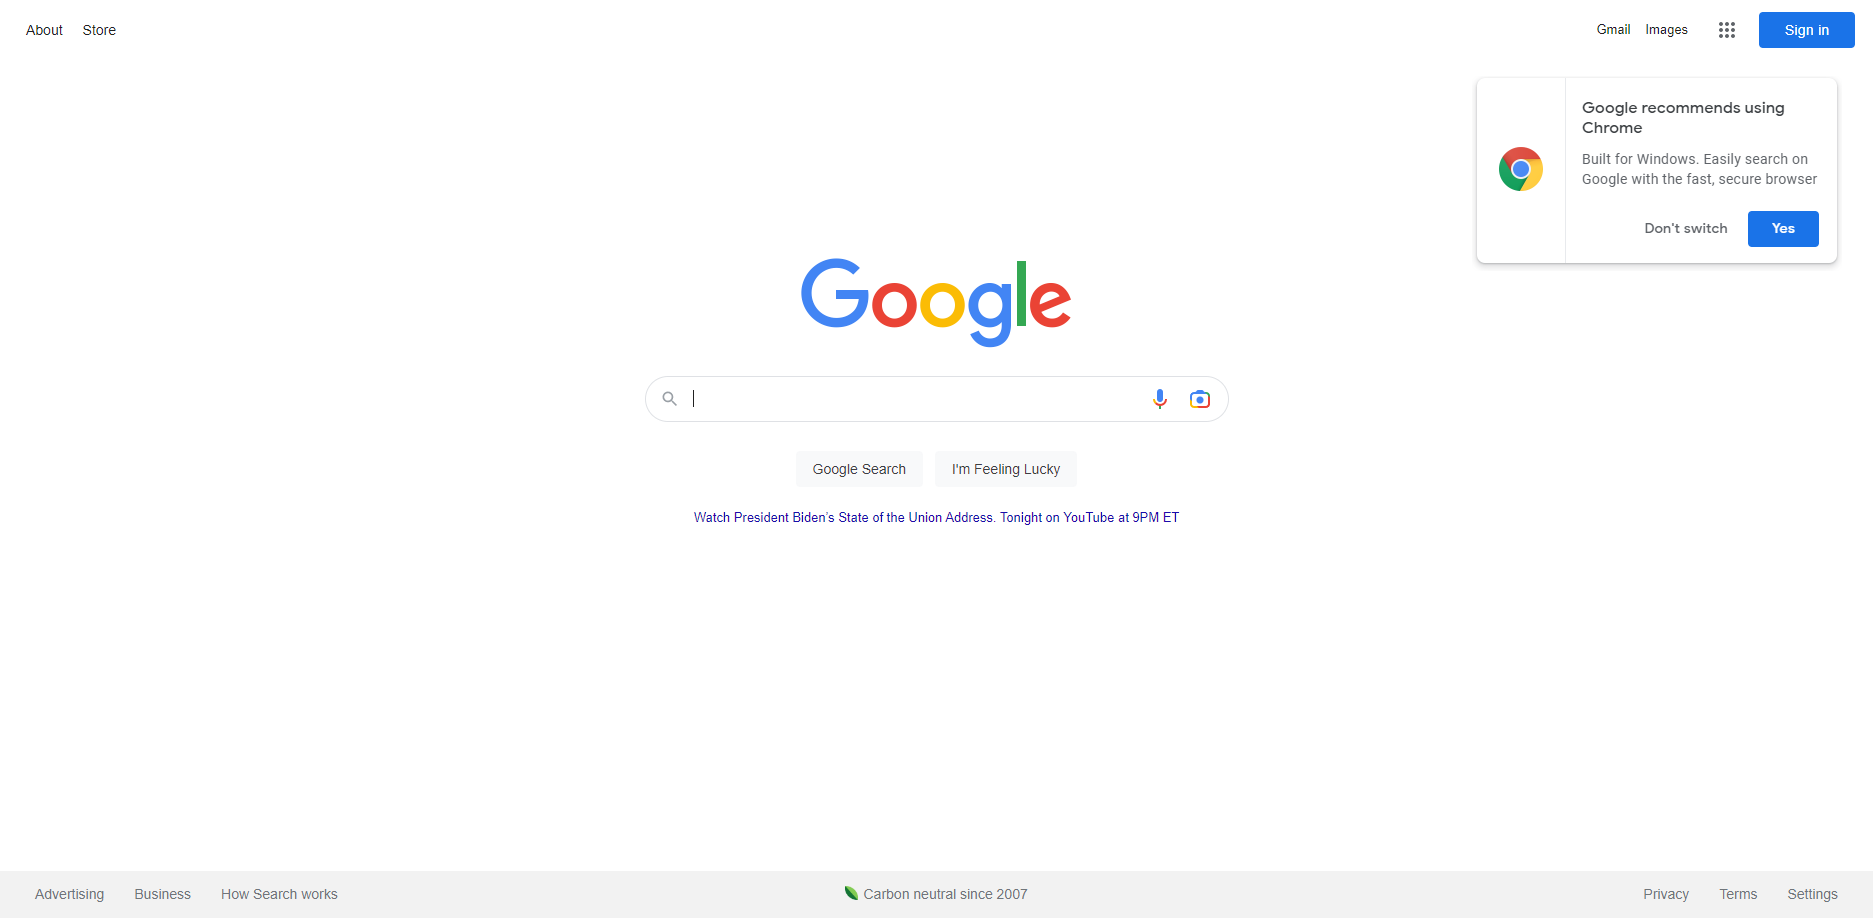 About Store
Gmail Images Sign in
Google recommends using
Chrome
Built for Windows. Easily search on
Google with the fast, secure browser
Don't switch Yes
Google
Google Search I'm Feeling Lucky
Watch President Biden's State of the Union Address. Tonight on YouTube at 9PM ET
Advertising Business How Search works
Carbon neutral since 2007
Privacy Terms Settings